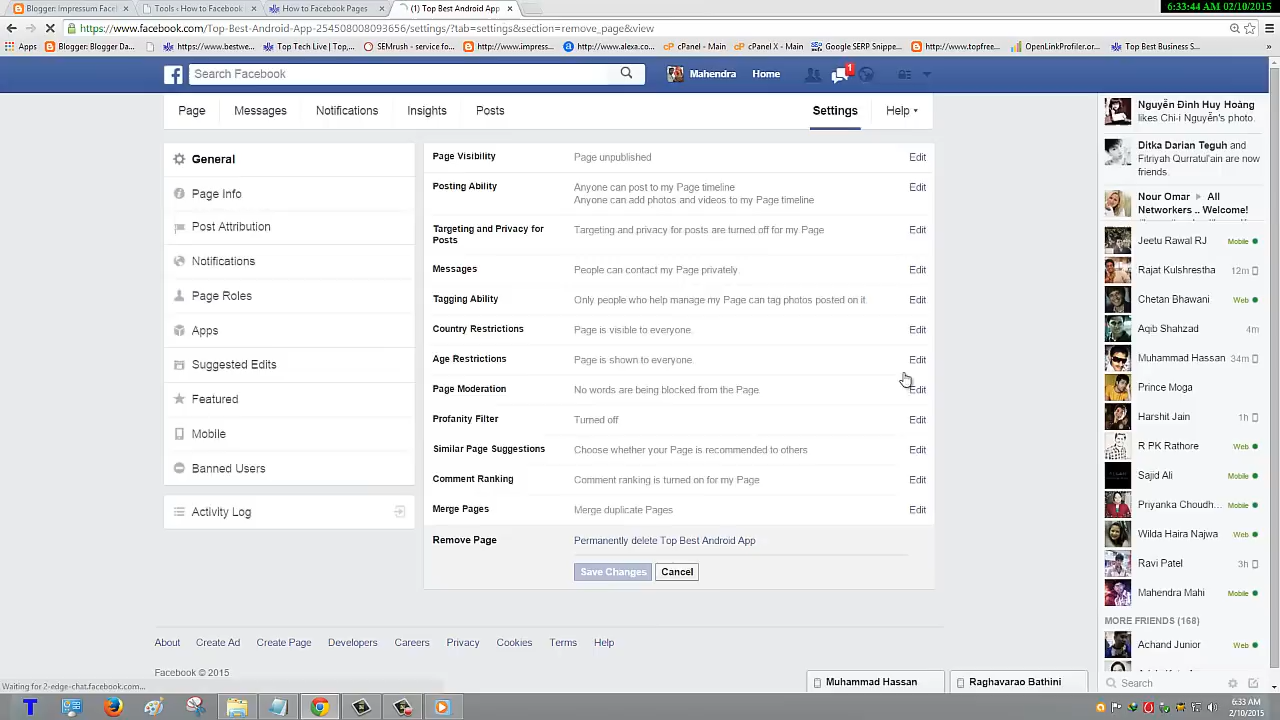 6:33:44 AM 02/10/2015
Blogger: Impressum Facel
Tools ‹ How to Facebook
How to Facebook Pages
(1) Top Best Android App
https://www.facebook.com/Top-Best-Android-App-254508008093656/settings/?tab=settings&section=remove_page&view
Apps
Blogger: Blogger Da...
https://www.bestwe...
Top Tech Live | Top...
SEMrush - service fo...
http://www.impress...
http://www.alexa.co...
cPanel - Main
cPanel X - Main
Google SERP Snippe...
http://www.topfree...
OpenLinkProfiler.or...
Top Best Business S...
Search Facebook
Mahendra
Home
1
Page
Messages
Notifications
Insights
Posts
Settings
Help
General
Page Info
Post Attribution
Notifications
Page Roles
Apps
Suggested Edits
Featured
Mobile
Banned Users
Activity Log
Page Visibility
Page unpublished
Edit
Posting Ability
Anyone can post to my Page timeline
Anyone can add photos and videos to my Page timeline
Edit
Targeting and Privacy for
Posts
Targeting and privacy for posts are turned off for my Page
Edit
Messages
People can contact my Page privately.
Edit
Tagging Ability
Only people who help manage my Page can tag photos posted on it.
Edit
Country Restrictions
Page is visible to everyone.
Edit
Age Restrictions
Page is shown to everyone.
Edit
Page Moderation
No words are being blocked from the Page.
Edit
Profanity Filter
Turned off
Edit
Similar Page Suggestions
Choose whether your Page is recommended to others
Edit
Comment Ranking
Comment ranking is turned on for my Page
Edit
Merge Pages
Merge duplicate Pages
Edit
Remove Page
Permanently delete Top Best Android App
Save Changes
Cancel
About
Create Ad
Create Page
Developers
Careers
Privacy
Cookies
Terms
Help
Facebook © 2015
Waiting for 2-edge-chat.facebook.com...
Nguyễn Đình Huy Hoàng
likes Chi-i Nguyễn's photo.
Ditka Darian Teguh and
Fitriyah Qurratul'ain are now
friends.
Nour Omar ▸ All
Networkers .. Welcome!
Jeetu Rawal RJ
Mobile
Rajat Kulshrestha
12m
Chetan Bhawani
Web
Aqib Shahzad
4m
Muhammad Hassan
34m
Prince Moga
Harshit Jain
1h
R PK Rathore
Web
Sajid Ali
Mobile
Priyanka Choudh...
Mobile
Wilda Haira Najwa
Web
Ravi Patel
3h
Mahendra Mahi
Mobile
MORE FRIENDS (168)
Achand Junior
Web
Search
Muhammad Hassan
Raghavarao Bathini
T
6:33 AM
2/10/2015